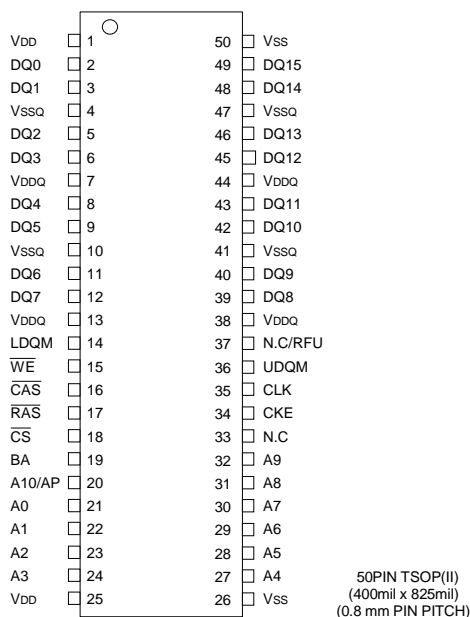 VDD 1 50 VSS
DQ0 2 49 DQ15
DQ1 3 48 DQ14
VSSQ 4 47 VSSQ
DQ2 5 46 DQ13
DQ3 6 45 DQ12
VDDQ 7 44 VDDQ
DQ4 8 43 DQ11
DQ5 9 42 DQ10
VSSQ 10 41 VSSQ
DQ6 11 40 DQ9
DQ7 12 39 DQ8
VDDQ 13 38 VDDQ
LDQM 14 37 N.C/RFU
W̅E̅ 15 36 UDQM
C̅A̅S̅ 16 35 CLK
R̅A̅S̅ 17 34 CKE
C̅S̅ 18 33 N.C
BA 19 32 A9
A10/AP 20 31 A8
A0 21 30 A7
A1 22 29 A6
A2 23 28 A5
A3 24 27 A4
VDD 25 26 VSS
50PIN TSOP(II)
(400mil x 825mil)
(0.8 mm PIN PITCH)